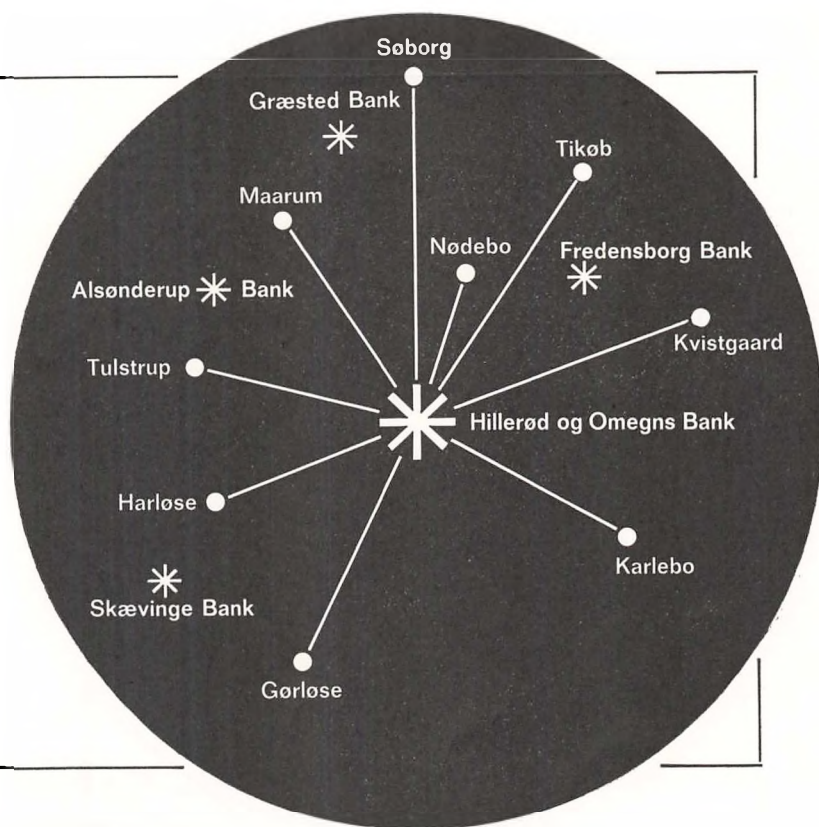 Søborg
Græsted Bank
Tikøb
Maarum
Nødebo
Fredensborg Bank
Alsønderup Bank
Kvistgaard
Tulstrup
Hillerød og Omegns Bank
Harløse
Karlebo
Skævinge Bank
Gørløse